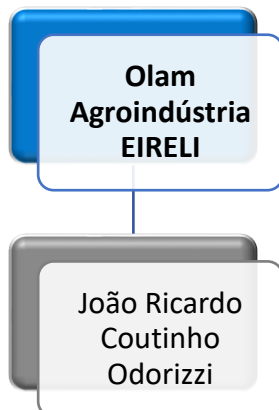 Olam
Agroindústria
EIRELI
João Ricardo
Coutinho
Odorizzi